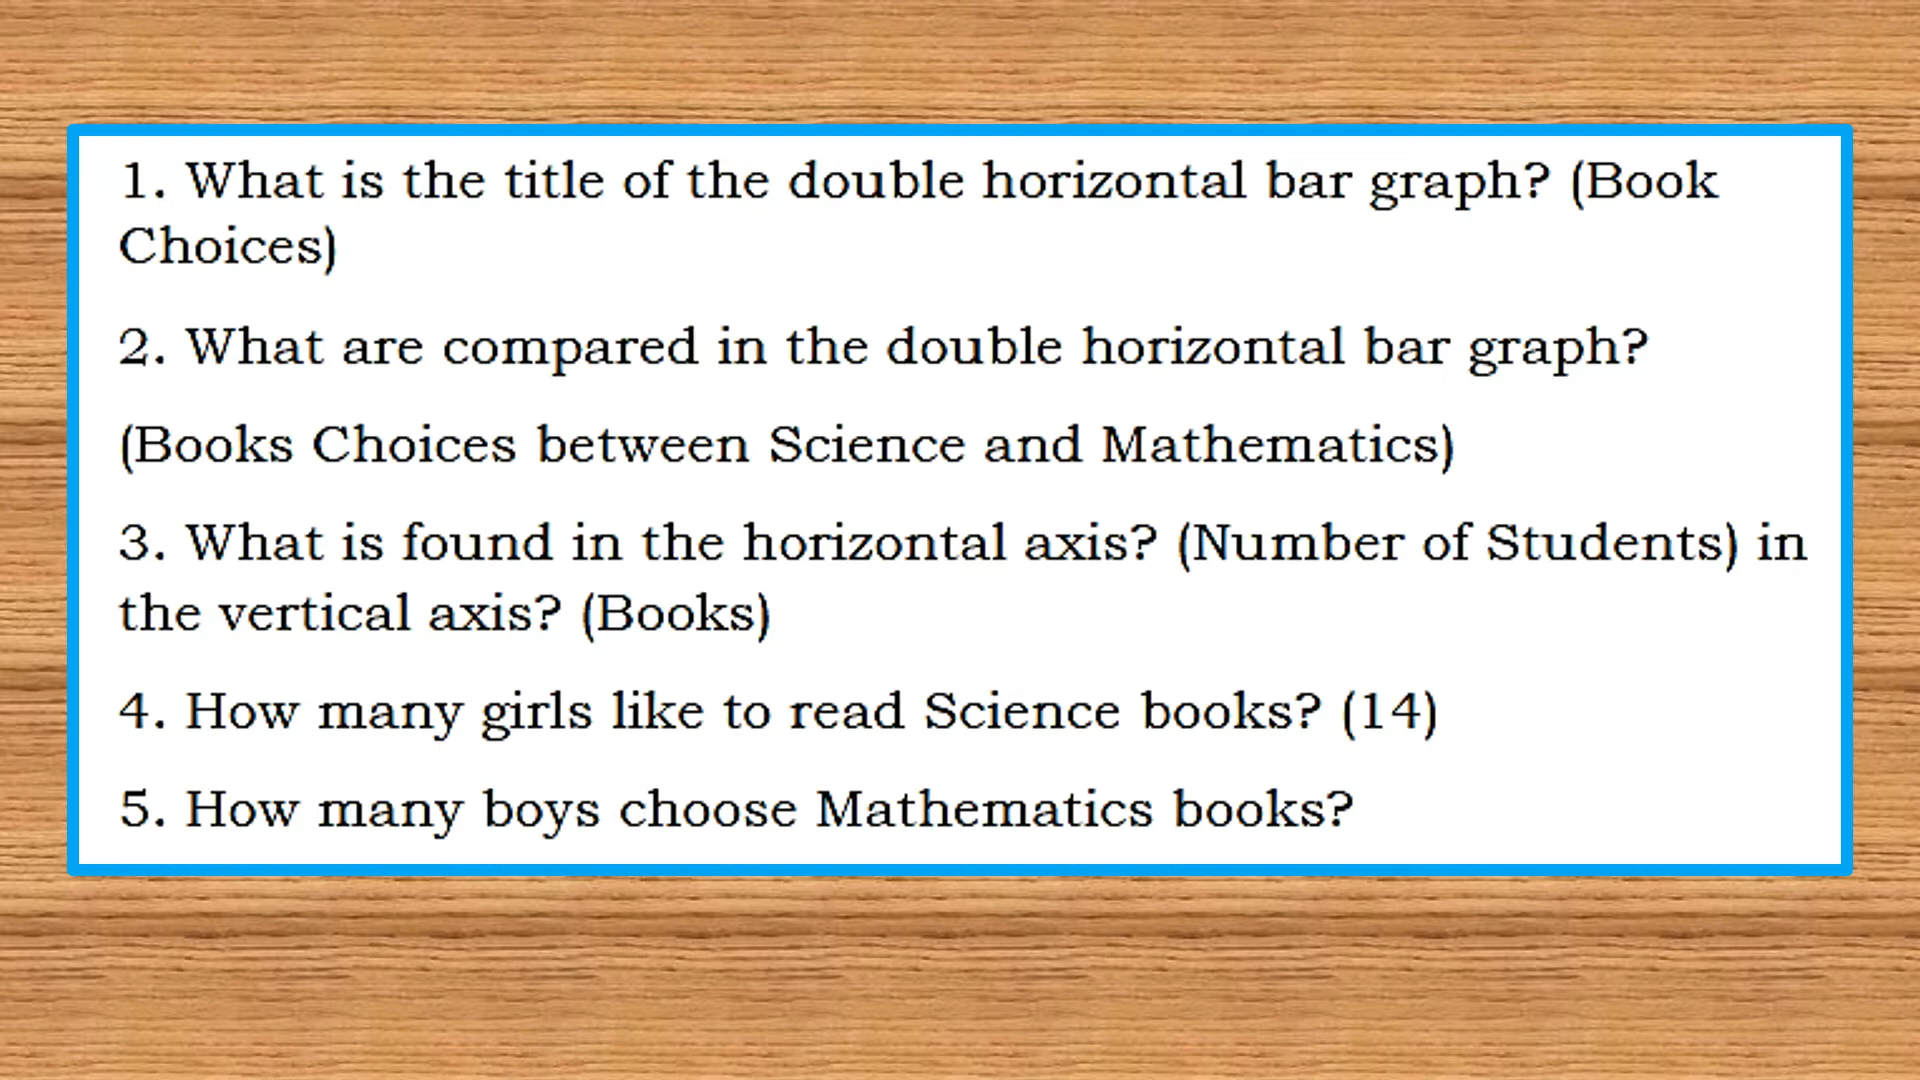 1. What is the title of the double horizontal bar graph? (Book
Choices)
2. What are compared in the double horizontal bar graph?
(Books Choices between Science and Mathematics)
3. What is found in the horizontal axis? (Number of Students) in
the vertical axis? (Books)
4. How many girls like to read Science books? (14)
5. How many boys choose Mathematics books?